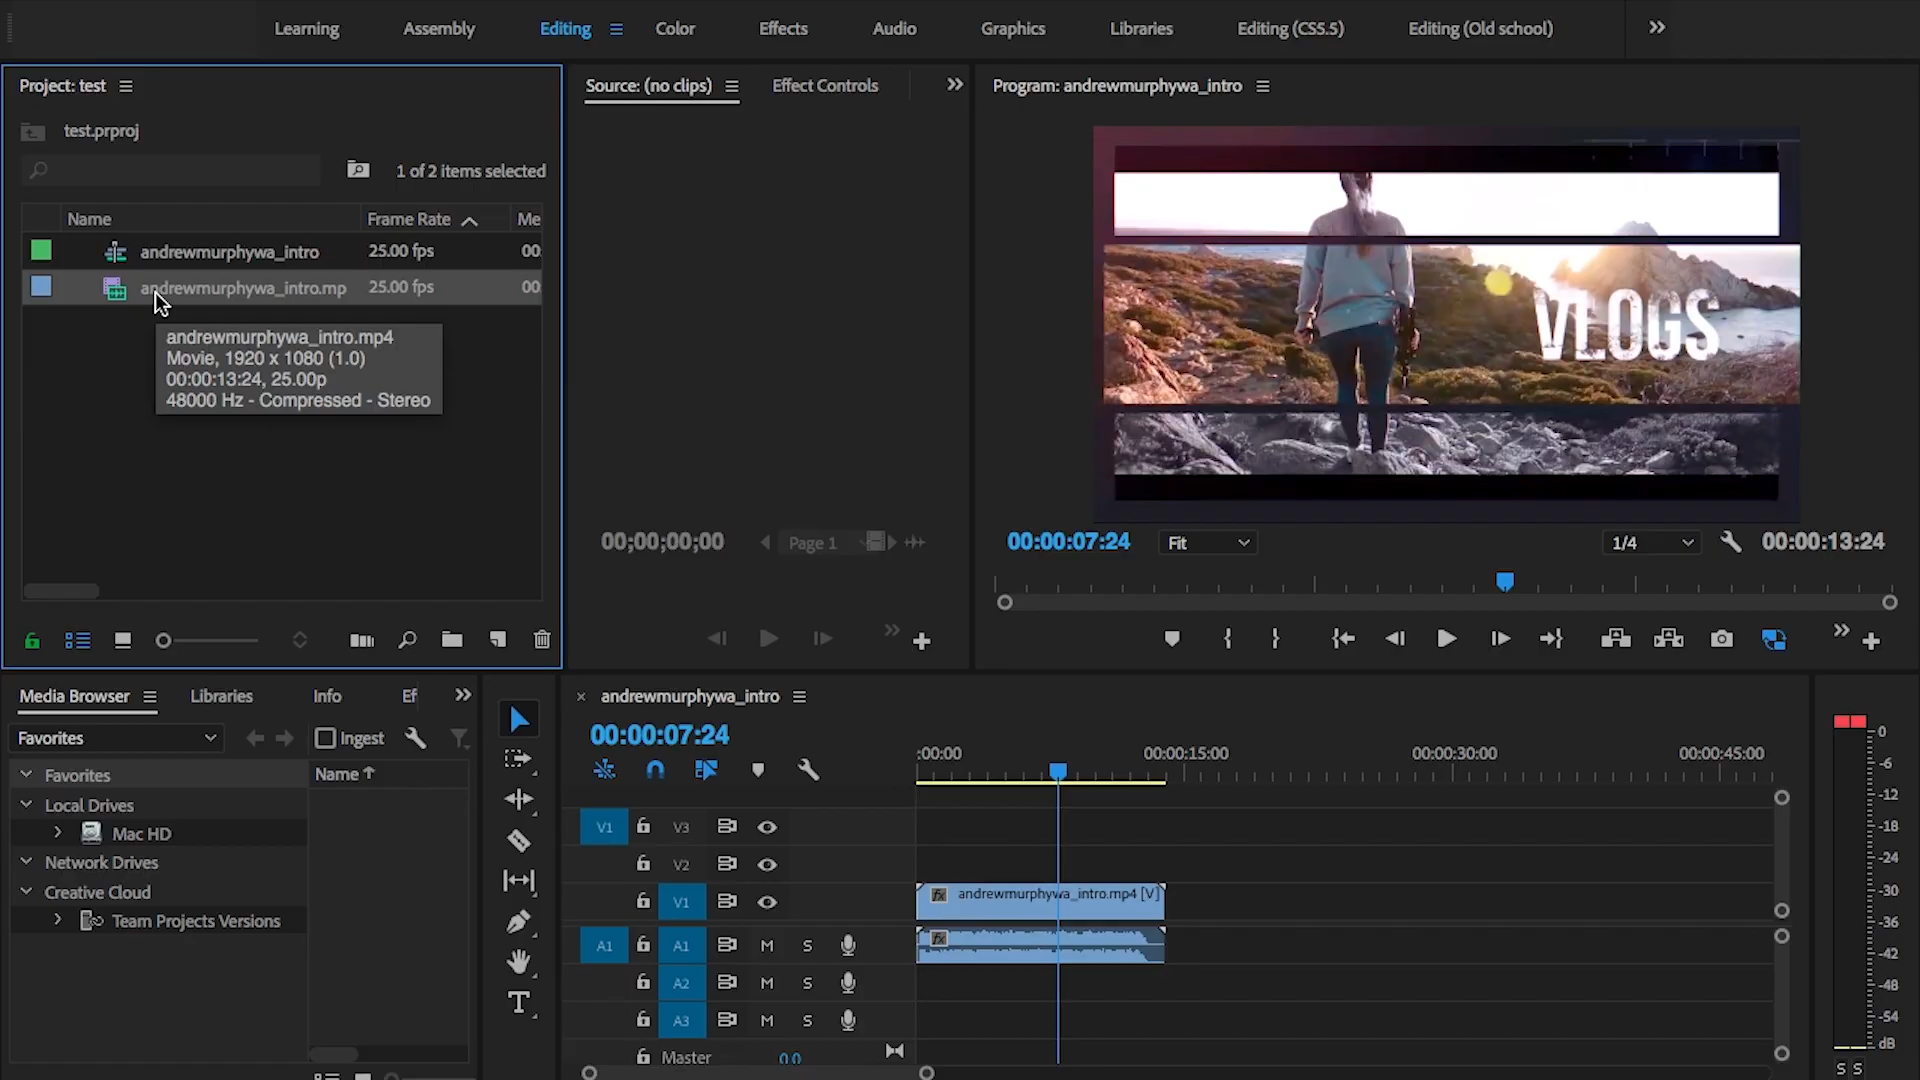 Learning Assembly Editing Color Effects Audio Graphics Libraries Editing (CS5.5) Editing (Old school)
Project: test
test.prproj
1 of 2 items selected
Name Frame Rate Me
andrewmurphywa_intro 25.00 fps 00:
andrewmurphywa_intro.mp 25.00 fps 00
andrewmurphywa_intro.mp4
Movie, 1920 x 1080 (1.0)
00:00:13:24, 25.00p
48000 Hz - Compressed - Stereo
Source: (no clips) Effect Controls
00;00;00;00 Page 1
Program: andrewmurphywa_intro
VLOGS
00:00:07:24 Fit 1/4 00:00:13:24
Media Browser Libraries Info Ef
Favorites Ingest
Name
Favorites
Local Drives
Mac HD
Network Drives
Creative Cloud
Team Projects Versions
andrewmurphywa_intro
00:00:07:24
:00:00 00:00:15:00 00:00:30:00 00:00:45:00
V1 V3
V2
V1
fx andrewmurphywa_intro.mp4 [V]
A1 A1 M S
fx
A2 M S
A3 M S
Master 0.0
0
-6
-12
-18
-24
-30
-36
-42
-48
-54
dB
S S